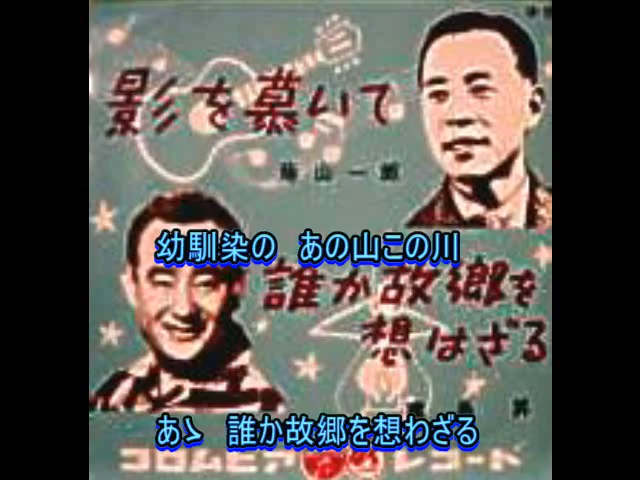 影を慕いて
山一郎
幼馴染の あの山この川
誰か故郷を
想はざる
昇
あゝ 誰か故郷を想わざる
コロムビア レコード